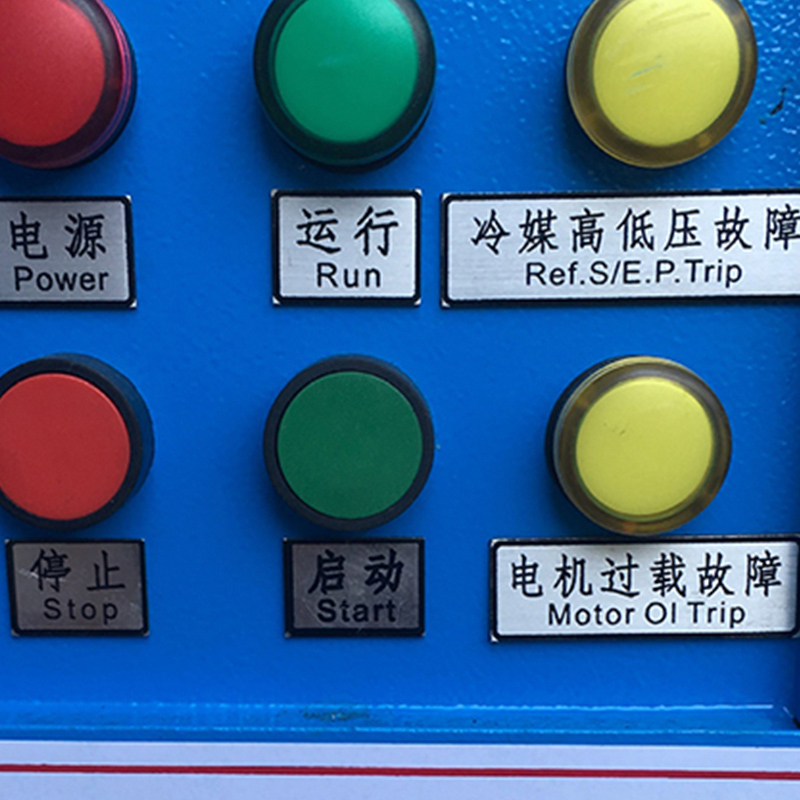 电源
Power
运行
Run
冷媒高低压故障
Ref.S/E.P.Trip
停止
Stop
启动
Start
电机过载故障
Motor Ol Trip